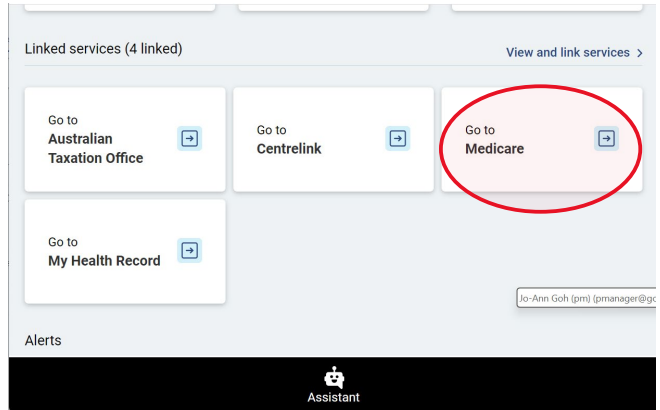 Linked services (4 linked)
View and link services >
Go to
Australian
Taxation Office
Go to
Centrelink
Go to
Medicare
Go to
My Health Record
Jo-Ann Goh (pm) (pmanager@go
Alerts
Assistant